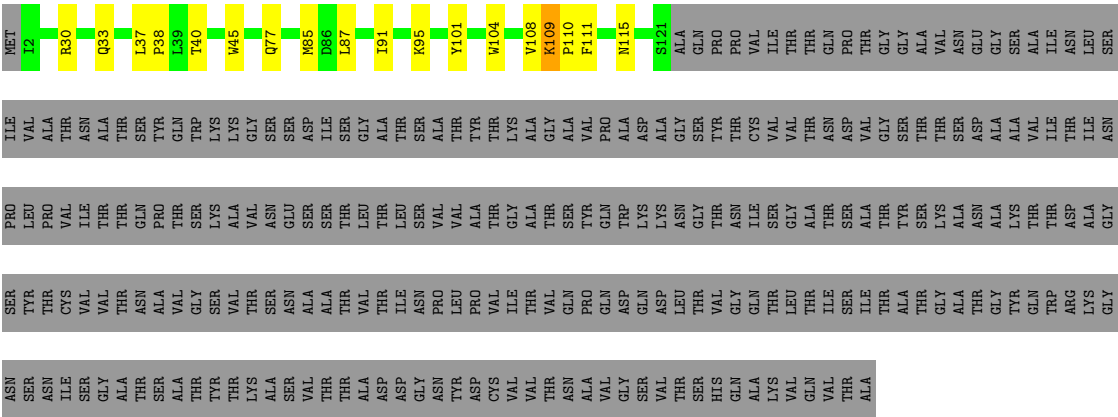 MET I2 R30 Q33 L37 P38 L39 T40 W45 Q77 M85 D86 L87 I91 K95 Y101 W104 V108 K109 P110 F111 N115 S121 ALA GLN PRO PRO VAL ILE THR THR GLN PRO THR GLY GLY ALA VAL ASN GLU GLY SER ALA ILE ASN LEU SER
ILE VAL ALA THR ASN ALA THR SER TYR GLN TRP LYS LYS GLY SER SER ASP ILE SER GLY ALA THR SER ALA THR TYR THR LYS ALA GLY ALA VAL PRO ALA ASP ALA GLY SER TYR THR CYS VAL VAL THR ASN ASP VAL GLY SER THR THR SER ASP ALA ALA VAL ILE THR ILE ASN
PRO LEU PRO VAL ILE THR THR GLN PRO THR SER LYS ALA VAL ASN GLU SER SER THR LEU THR LEU SER VAL VAL ALA THR GLY ALA THR SER TYR GLN TRP LYS LYS ASN GLY THR ASN ILE SER GLY ALA THR SER ALA THR TYR SER LYS ALA ASN ALA LYS THR THR ASP ALA GLY
SER TYR THR CYS VAL VAL THR ASN ALA VAL GLY SER VAL THR SER ASN ALA ALA THR VAL THR ILE ASN PRO LEU PRO VAL ILE THR VAL GLN PRO GLN ASP GLN ASP LEU THR VAL GLY GLN THR LEU THR ILE SER ILE THR ALA THR GLY ALA THR GLY TYR GLN TRP ARG LYS GLY
ASN SER ASN ILE SER GLY ALA THR SER ALA THR TYR THR LYS ALA SER VAL THR THR ALA ASP ASP GLY ASN TYR ASP CYS VAL VAL THR ASN ALA VAL GLY SER VAL THR SER HIS GLN ALA LYS VAL GLN VAL THR ALA